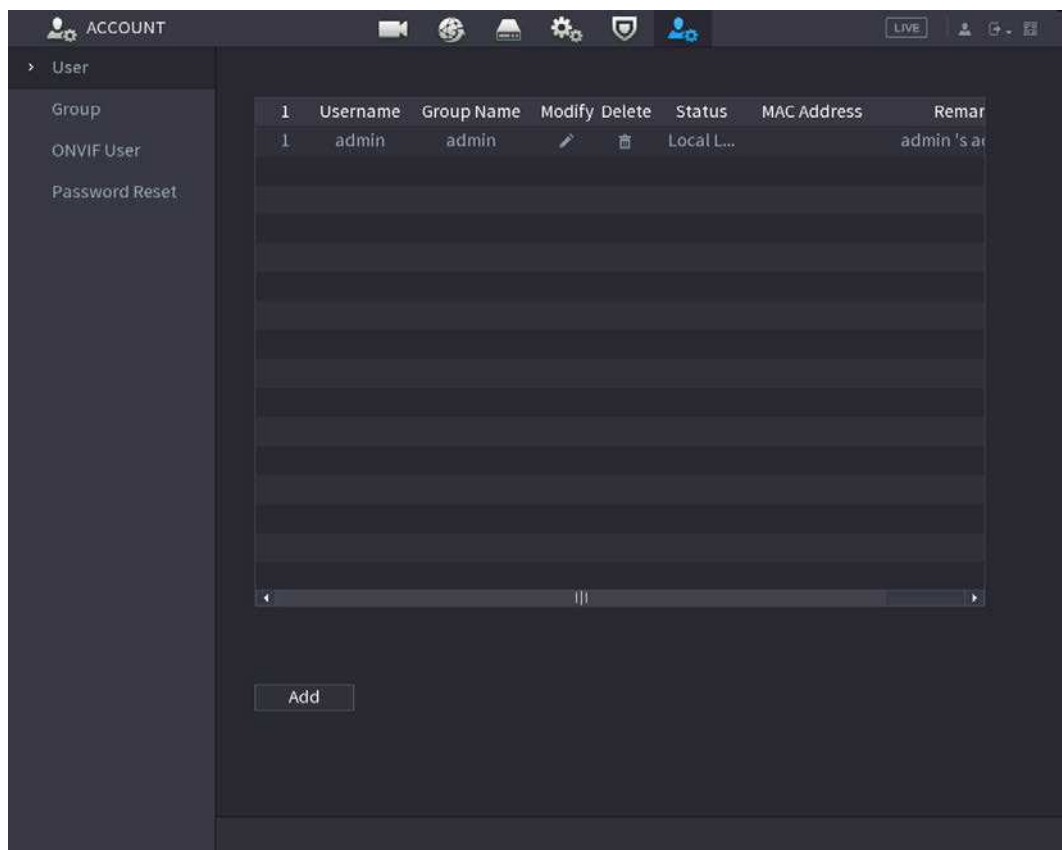 ACCOUNT LIVE
User
Group
ONVIF User
Password Reset
1 Username Group Name Modify Delete Status MAC Address Remar
1 admin admin Local L... admin 's a
Add